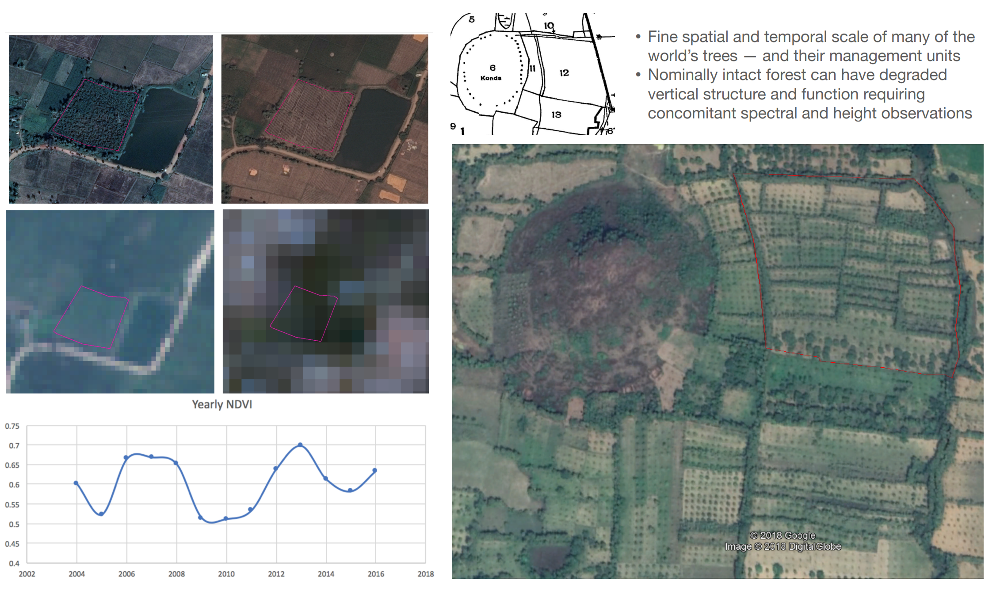 5
10
6
Konda
11
12
13
9
1
6
• Fine spatial and temporal scale of many of the
world’s trees — and their management units
• Nominally intact forest can have degraded
vertical structure and function requiring
concomitant spectral and height observations
Yearly NDVI
0.75
0.7
0.65
0.6
0.55
0.5
0.45
0.4
2002 2004 2006 2008 2010 2012 2014 2016 2018
© 2018 Google
Image © 2018 DigitalGlobe